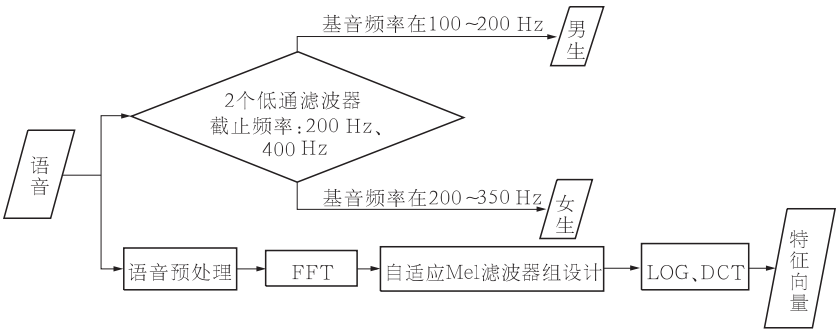 基音频率在100~200 Hz
男生
2个低通滤波器
截止频率:200 Hz、
400 Hz
语音
基音频率在200~350 Hz
女生
语音预处理
FFT
自适应Mel滤波器组设计
LOG、DCT
特征向量